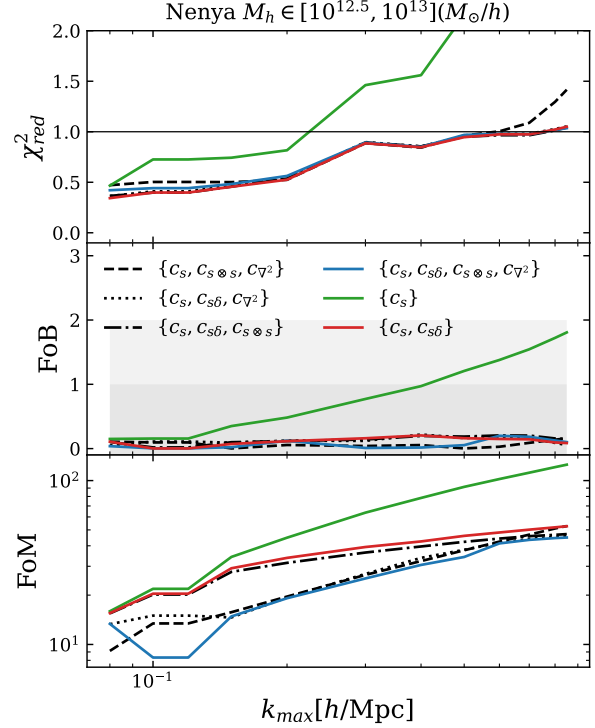 Nenya $M_h \in [10^{12.5}, 10^{13}](M_\odot/h)$
2.0
1.5
1.0
0.5
0.0
$\chi^2_{red}$
3
2
1
0
FoB
$\{c_s, c_{s\otimes s}, c_{\nabla^2}\}$
$\{c_s, c_{s\delta}, c_{\nabla^2}\}$
$\{c_s, c_{s\delta}, c_{s\otimes s}\}$
$\{c_s, c_{s\delta}, c_{s\otimes s}, c_{\nabla^2}\}$
$\{c_s\}$
$\{c_s, c_{s\delta}\}$
$10^2$
$10^1$
FoM
$10^{-1}$
$k_{max}[h/\mathrm{Mpc}]$